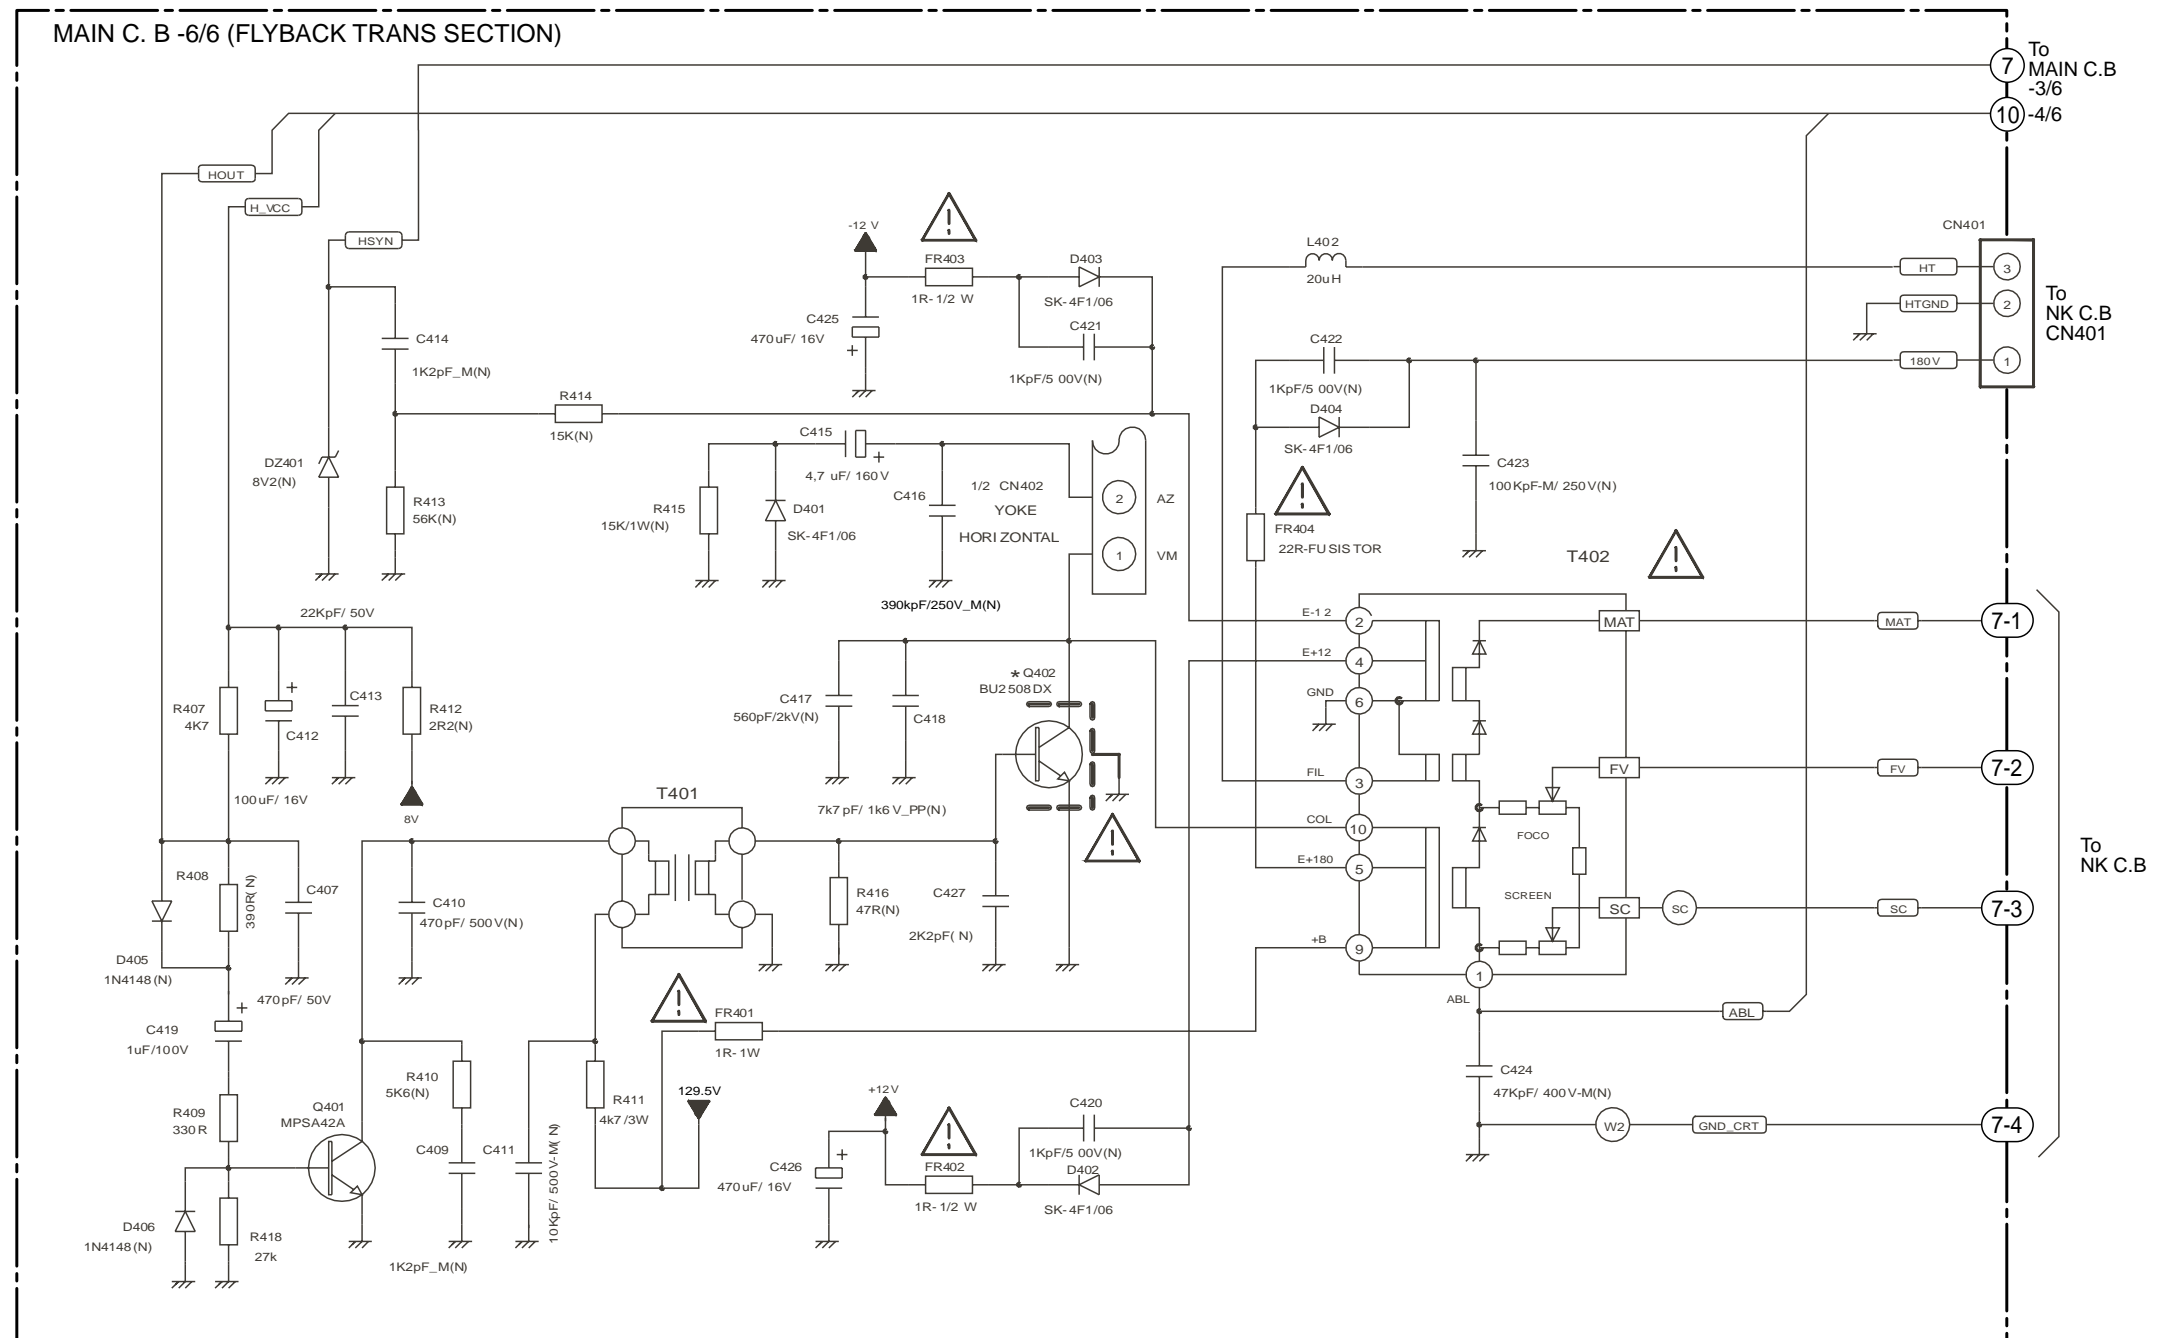 MAIN C. B -6/6 (FLYBACK TRANS SECTION)
7
To
MAIN C.B
-3/6
10
-4/6
HOUT
H_VCC
HSYN
-12 V
FR403
1R-1/2 W
D403
SK-4F1/06
C421
1KpF/5 00V(N)
C425
470uF/ 16V
+
L402
20uH
CN401
HT
3
HTGND
2
180V
1
To
NK C.B
CN401
C414
1K2pF_M(N)
C422
1KpF/5 00V(N)
D404
SK-4F1/06
R414
15K(N)
C415
+
4,7 uF/ 160V
DZ401
8V2(N)
R413
56K(N)
R415
15K/1W(N)
D401
SK-4F1/06
C416
1/2 CN402
YOKE
HORIZONTAL
390kpF/250V_M(N)
2
AZ
1
VM
C423
100KpF-M/ 250V(N)
FR404
22R-FUSISTOR
T402
22KpF/ 50V
R407
4K7
+
C412
100uF/ 16V
C413
R412
2R2(N)
8V
C417
560pF/2kV(N)
C418
7k7pF/ 1k6V_PP(N)
*Q402
BU2508DX
E-12
2
E+12
4
GND
6
FIL
3
COL
10
E+180
5
+B
9
MAT
MAT
7-1
FV
FV
7-2
FOCO
SCREEN
SC
SC
SC
7-3
To
NK C.B
T401
R408
390R(N)
C407
470pF/ 50V
D405
1N4148(N)
C410
470pF/ 500V(N)
R416
47R(N)
C427
2K2pF(N)
1
ABL
ABL
+
C419
1uF/100V
FR401
1R-1W
129.5V
R409
330R
Q401
MPSA42A
R410
5K6(N)
C409
1K2pF_M(N)
C411
10KpF/ 500V-M(N)
R411
4k7/3W
+12V
C426
470uF/ 16V
+
FR402
1R-1/2 W
C420
1KpF/5 00V(N)
D402
SK-4F1/06
C424
47KpF/ 400V-M(N)
W2
GND_CRT
7-4
D406
1N4148(N)
R418
27k